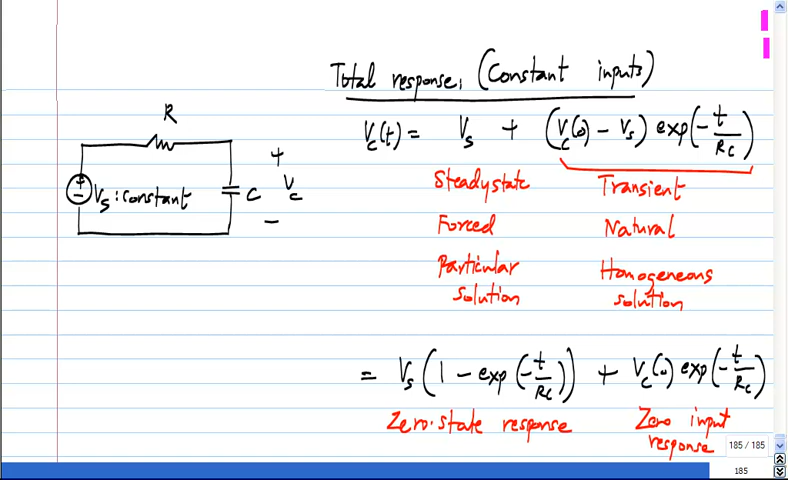 Total response, (Constant inputs)
R
Vc(t) = Vs + (Vc(0) - Vs) exp(-t/RC)
+
Vs: Constant
C
Vc
-
Steady state Transient
Forced Natural
Particular solution Homogeneous solution
= Vs (1 - exp(-t/RC)) + Vc(0) exp(-t/RC)
Zero-state response Zero input response
185 / 185
185